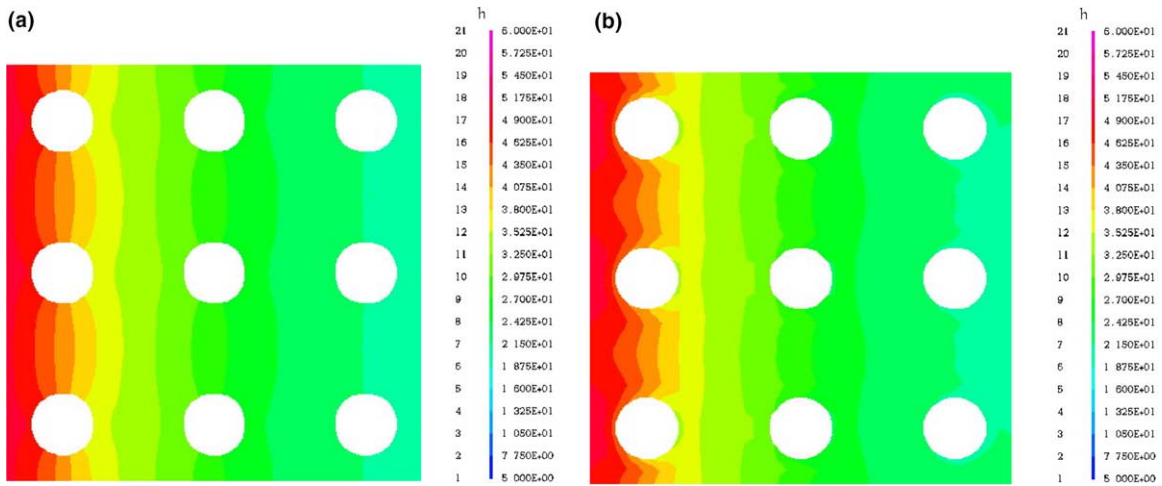 (a)
h
21 6.000E+01
20 5.725E+01
19 5 450E+01
18 5 175E+01
17 4 900E+01
16 4 625E+01
15 4 350E+01
14 4 075E+01
13 3.800E+01
12 3.525E+01
11 3.250E+01
10 2.975E+01
9 2.700E+01
8 2.425E+01
7 2 150E+01
6 1 875E+01
5 1 600E+01
4 1 325E+01
3 1 050E+01
2 7 750E+00
1 5 000E+00
(b)
h
21 6.000E+01
20 5.725E+01
19 5 450E+01
18 5 175E+01
17 4 900E+01
16 4 625E+01
15 4 350E+01
14 4 075E+01
13 3.800E+01
12 3.525E+01
11 3.250E+01
10 2.975E+01
9 2.700E+01
8 2.425E+01
7 2 150E+01
6 1 875E+01
5 1 600E+01
4 1 325E+01
3 1 050E+01
2 7 750E+00
1 5 000E+00